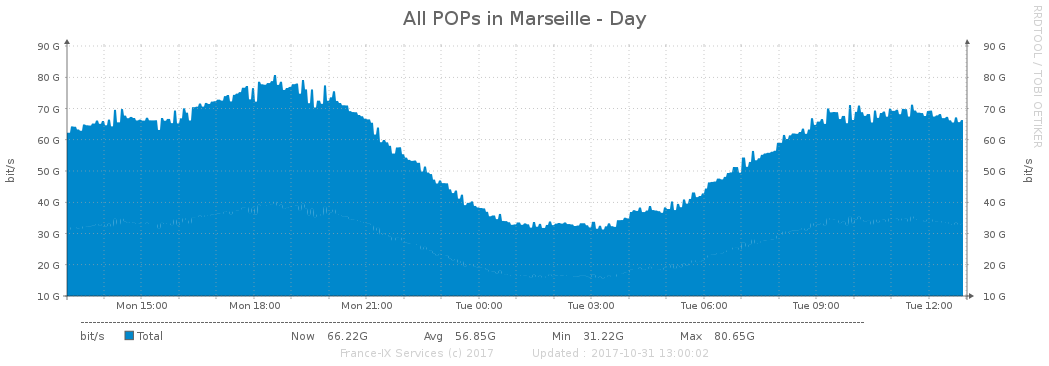 All POPs in Marseille - Day
RRDTOOL / TOBI OETIKER
90 G 90 G
80 G 80 G
70 G 70 G
60 G 60 G
50 G 50 G
40 G 40 G
30 G 30 G
20 G 20 G
10 G 10 G
bit/s bit/s
Mon 15:00 Mon 18:00 Mon 21:00 Tue 00:00 Tue 03:00 Tue 06:00 Tue 09:00 Tue 12:00
bit/s Total Now 66.22G Avg 56.85G Min 31.22G Max 80.65G
France-IX Services (c) 2017 Updated : 2017-10-31 13:00:02